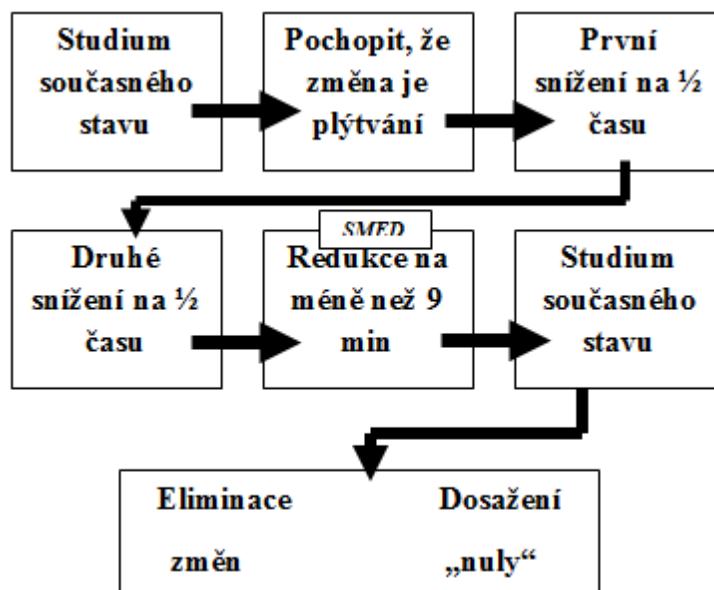 Studium
současného
stavu
Pochopit, že
změna je
plýtvání
První
snížení na ½
času
Druhé
snížení na ½
času
SMED
Redukce na
méně než 9
min
Studium
současného
stavu
Eliminace
změn
Dosažení
„nuly“